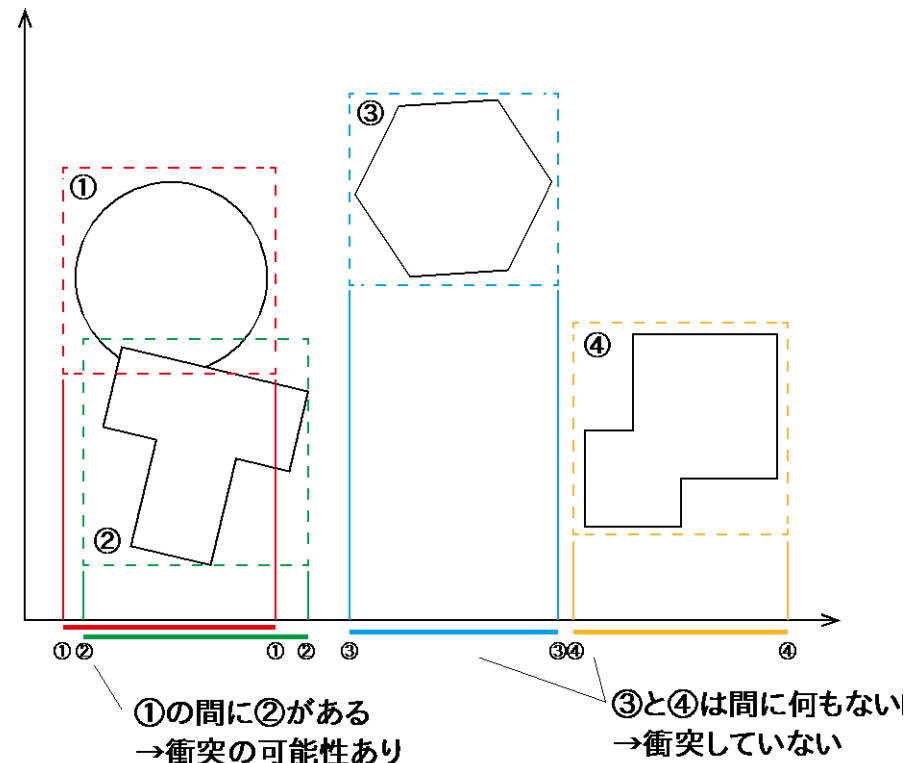 ③
①
④
②
①② ① ② ③ ③④ ④
①の間に②がある
→衝突の可能性あり
③と④は間に何もない
→衝突していない